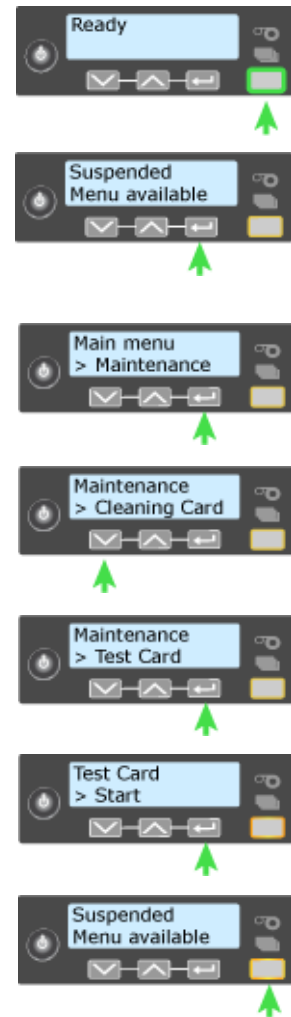 Ready
Suspended
Menu available
Main menu
> Maintenance
Maintenance
> Cleaning Card
Maintenance
> Test Card
Test Card
> Start
Suspended
Menu available